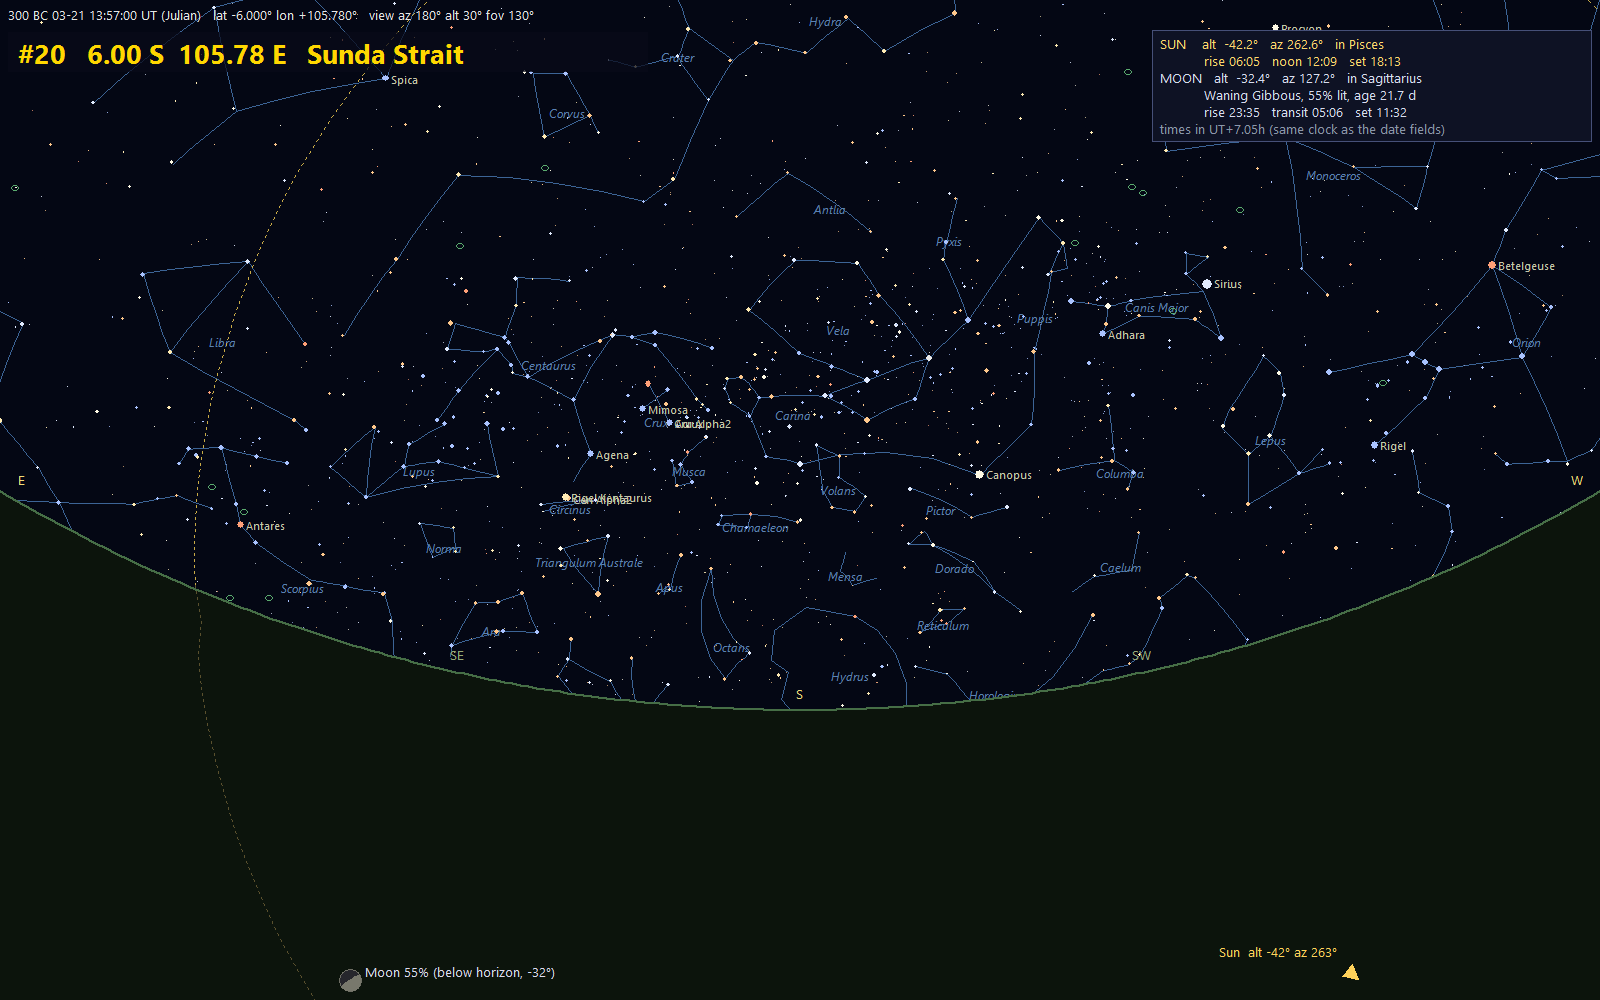 300 BC 03-21 13:57:00 UT (Julian) lat -6.000° lon +105.780° view az 180° alt 30° fov 130°
#20 6.00 S 105.78 E Sunda Strait
SUN alt -42.2° az 262.6° in Pisces
rise 06:05 noon 12:09 set 18:13
MOON alt -32.4° az 127.2° in Sagittarius
Waning Gibbous, 55% lit, age 21.7 d
rise 23:35 transit 05:06 set 11:32
times in UT+7.05h (same clock as the date fields)
Hydra
Procyon
Crater
Spica
Corvus
Monoceros
Antlia
Pyxis
Betelgeuse
Sirius
Canis Major
Puppis
Vela
Adhara
Libra
Orion
Centaurus
Mimosa
Carina
Crux
Lepus
Rigel
Agena
Musca
Lupus
Canopus
Columba
E
W
Volans
Circinus
Pictor
Antares
Chamaeleon
Norma
Triangulum Australe
Mensa
Dorado
Caelum
Scorpius
Apus
Ara
Reticulum
Octans
SE
SW
Hydrus
S
Sun alt -42° az 263°
Moon 55% (below horizon, -32°)